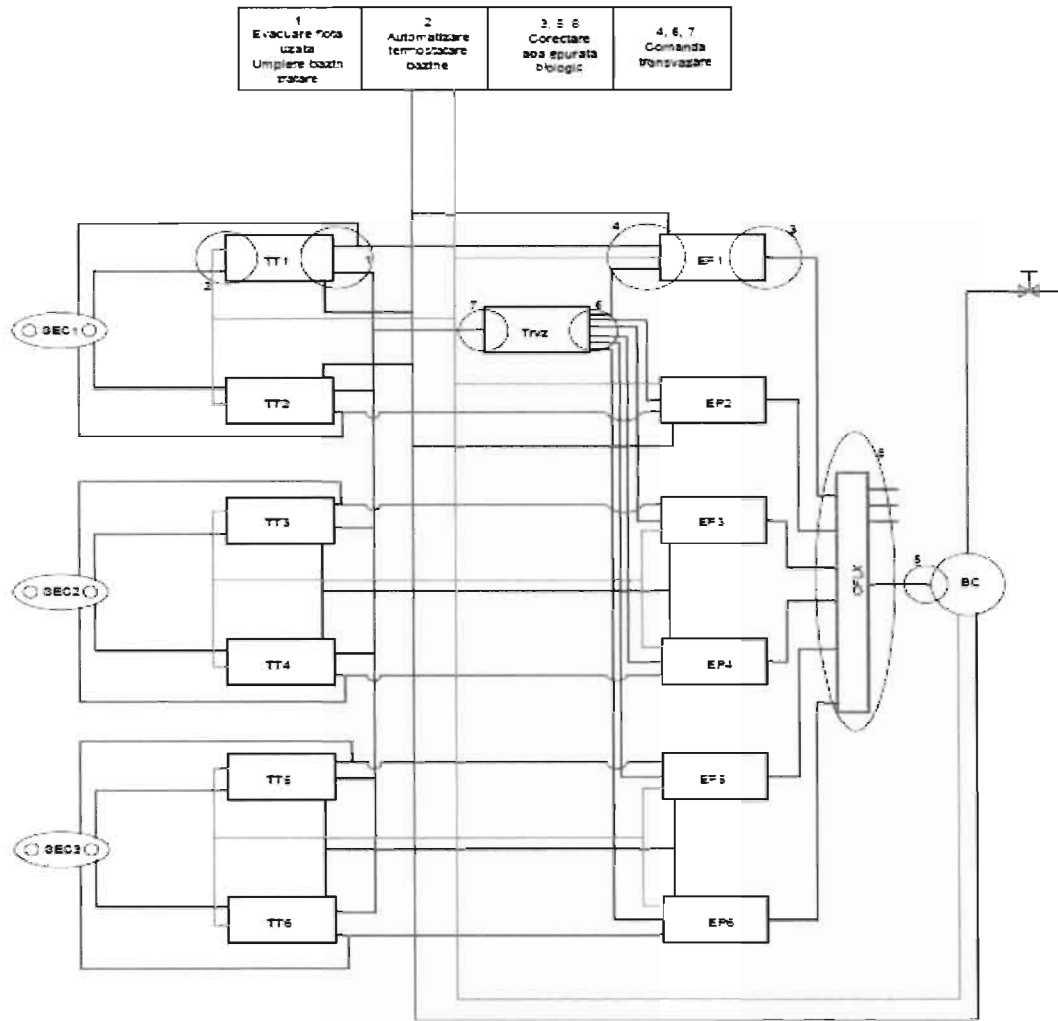 1
Evacuare flota
uzata
Umplere bazin
tratare
2
Automatizare
termostatare
bazine
3, 5, 8
Corectare
apa epurata
biologic
4, 6, 7
Comanda
transvazare
4
3
TT1
1
EP1
2
7
6
SEC1
Trvz
TT2
EP2
TT3
EP3
5
BC
SEC2
TT4
EP4
TT5
EP5
SEC3
TT6
EP6